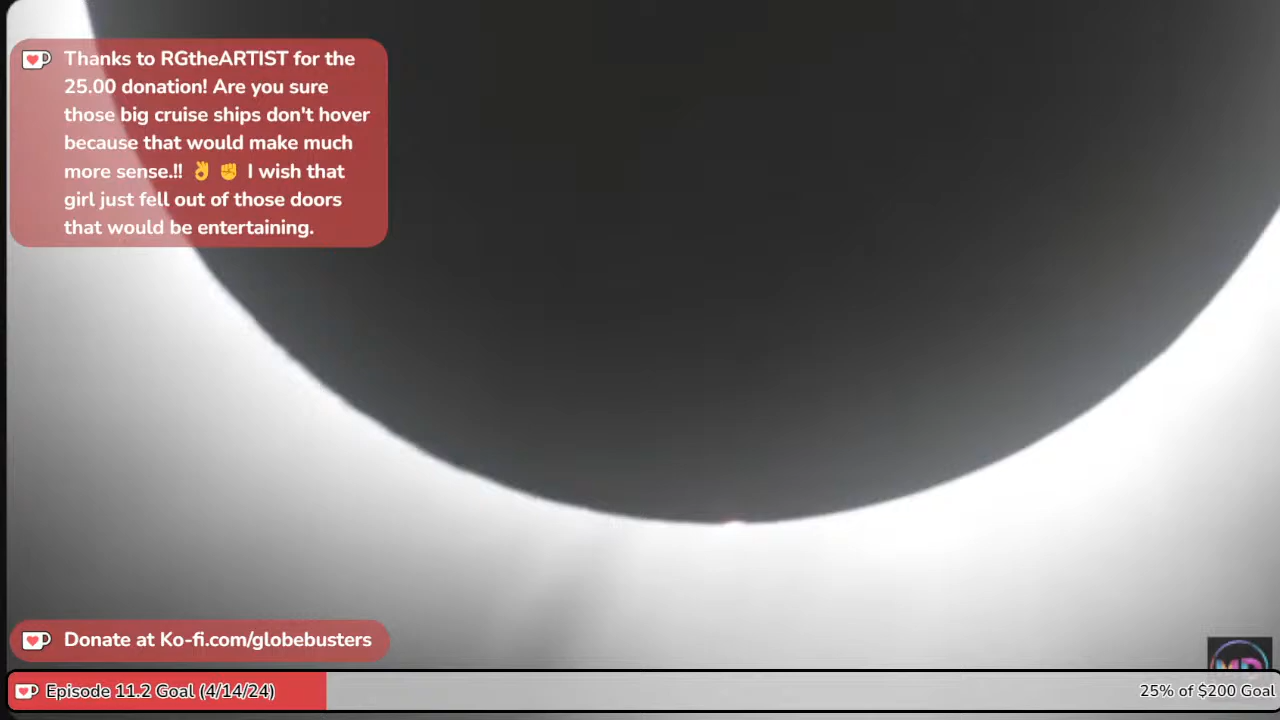 Thanks to RGtheARTIST for the
25.00 donation! Are you sure
those big cruise ships don't hover
because that would make much
more sense.!! 👌 ✊ I wish that
girl just fell out of those doors
that would be entertaining.
Donate at Ko-fi.com/globebusters
Episode 11.2 Goal (4/14/24)
25% of $200 Goal
MD